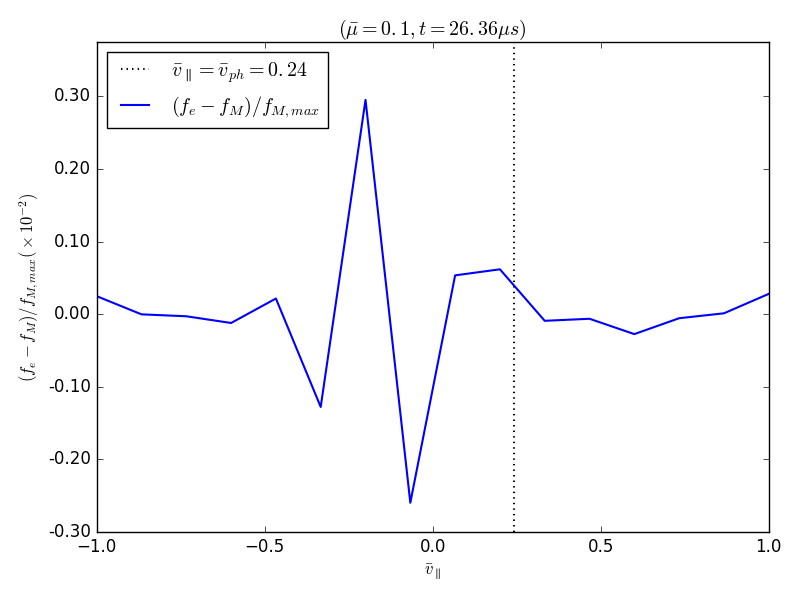 (μ̄ = 0.1, t = 26.36μs)
v̄∥ = v̄ph = 0.24
(fe − fM)/fM,max
(fe − fM)/fM,max(×10⁻²)
0.30
0.20
0.10
0.00
-0.10
-0.20
-0.30
−1.0 −0.5 0.0 0.5 1.0
v̄∥